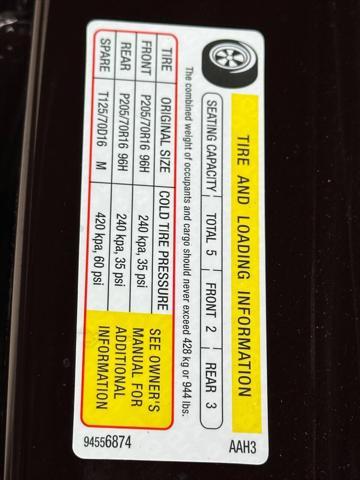 TIRE AND LOADING INFORMATION
SEATING CAPACITY TOTAL 5 FRONT 2 REAR 3
The combined weight of occupants and cargo should never exceed 428 kg or 944 lbs.
TIRE ORIGINAL SIZE COLD TIRE PRESSURE
FRONT P205/70R16 96H 240 kpa, 35 psi
REAR P205/70R16 96H 240 kpa, 35 psi
SPARE T125/70D16 M 420 kpa, 60 psi
SEE OWNER'S
MANUAL FOR
ADDITIONAL
INFORMATION
94556874 AAH3